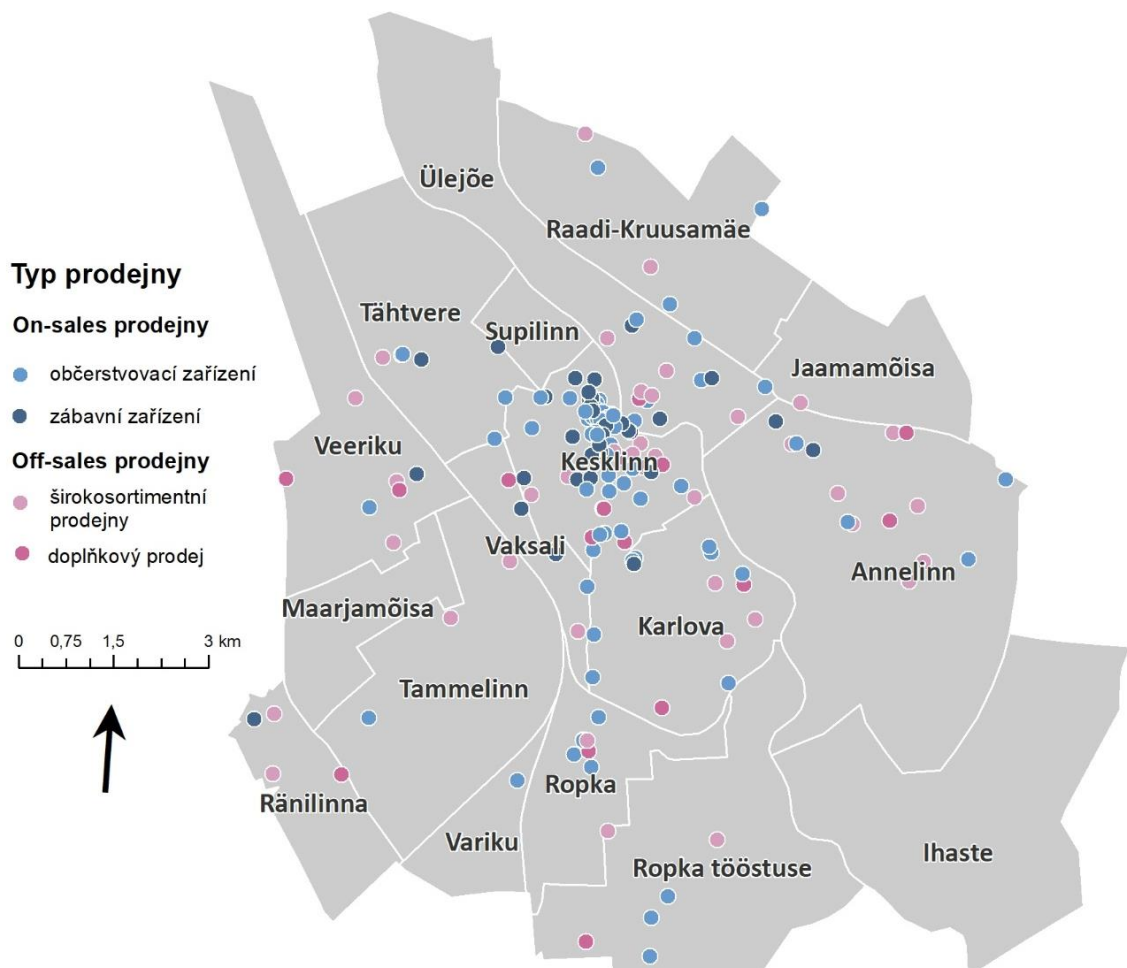 Typ prodejny
On-sales prodejny
občerstvovací zařízení
zábavní zařízení
Off-sales prodejny
širokosortimentní
prodejny
doplňkový prodej
0 0,75 1,5 3 km
Ülejõe
Raadi-Kruusamäe
Tähtvere
Supilinn
Jaamamõisa
Veeriku
Kesklinn
Vaksali
Annelinn
Maarjamõisa
Karlova
Tammelinn
Ropka
Ränilinna
Variku
Ropka tööstuse
Ihaste